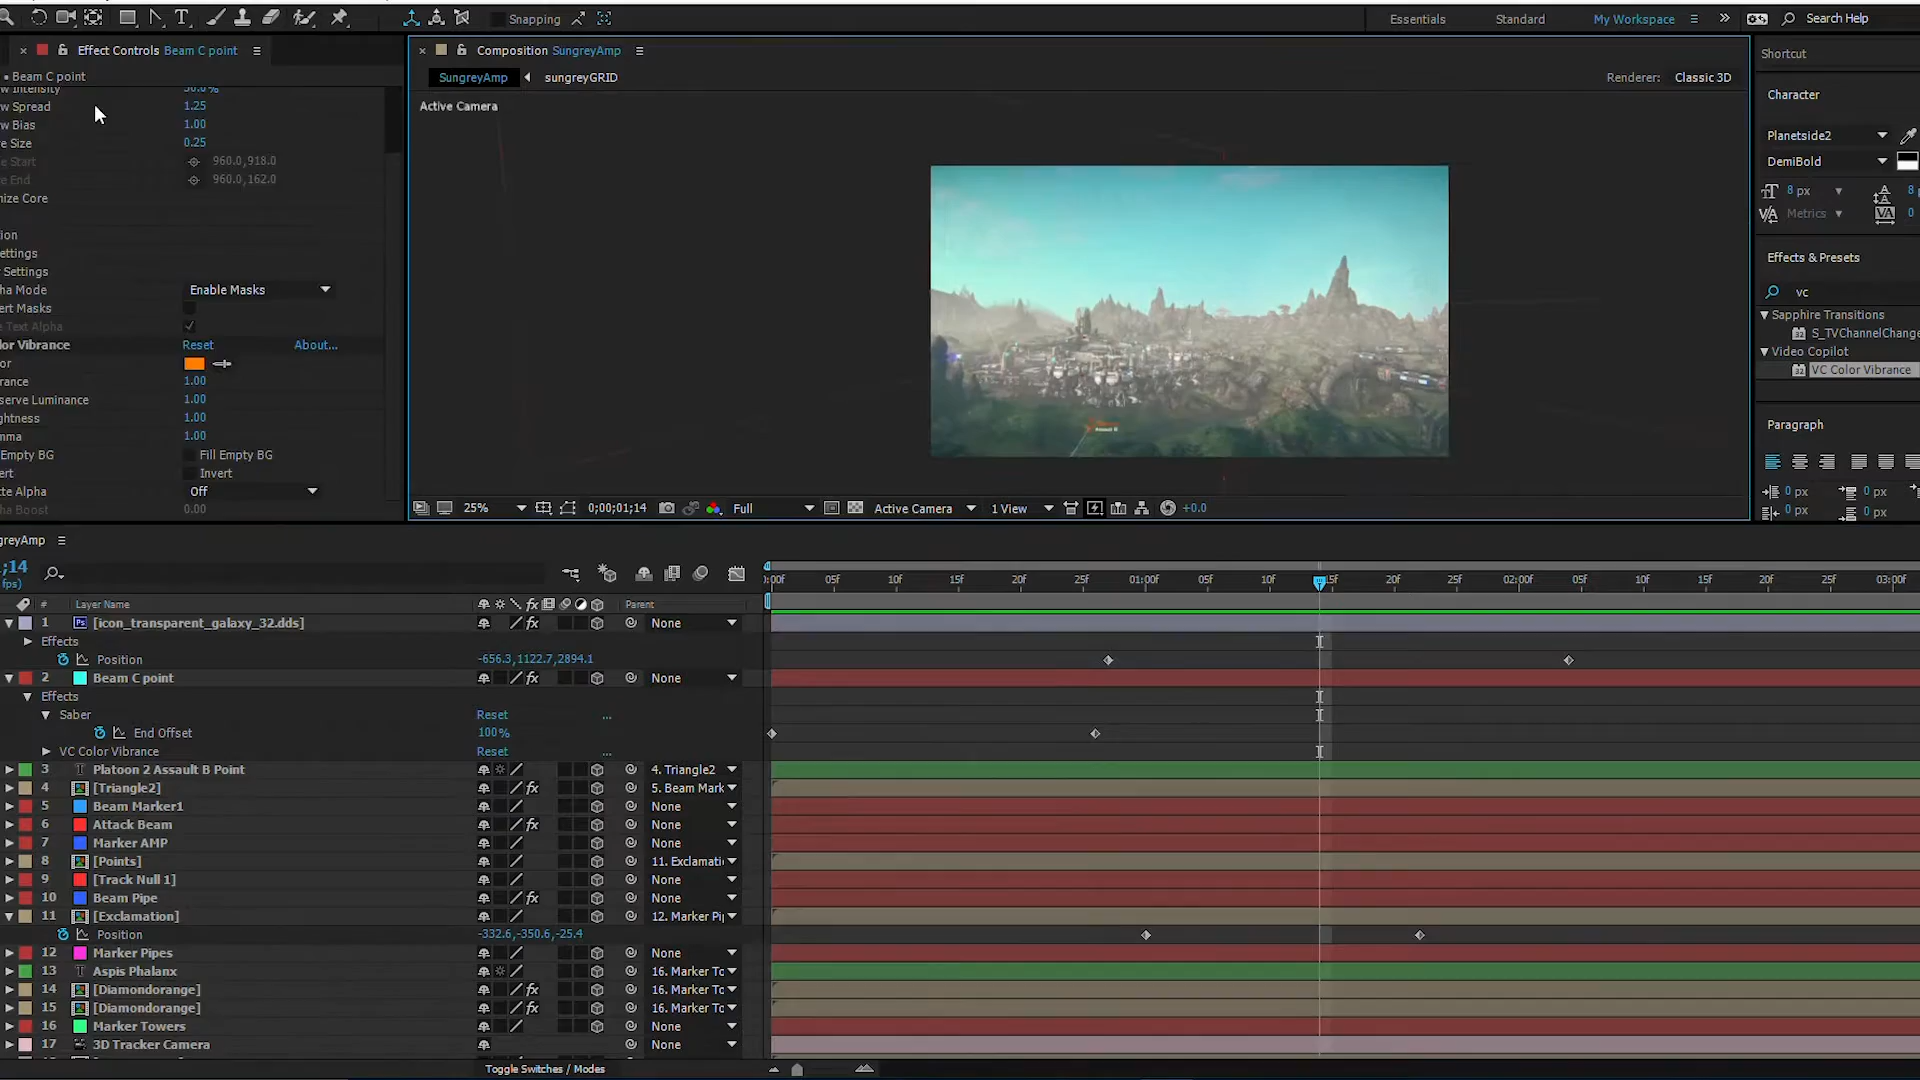 Snapping
Essentials
Standard
My Workspace
Search Help
Effect Controls Beam C point
Composition SungreyAmp
Shortcut
Beam C point
SungreyAmp
sungreyGRID
Renderer:
Classic 3D
w Intensity 50.0%
w Spread 1.25
w Bias 1.00
e Size 0.25
e Start 960.0,918.0
e End 960.0,162.0
nize Core
ion
ettings
r Settings
ha Mode Enable Masks
ert Masks
e Text Alpha
lor Vibrance Reset About...
or
rance 1.00
serve Luminance 1.00
ghtness 1.00
mma 1.00
Empty BG Fill Empty BG
ert Invert
tte Alpha Off
ha Boost 0.00
Active Camera
25%
0;00;01;14
Full
Active Camera
1 View
+0.0
Character
Planetside2
DemiBold
8 px
8
Metrics
0
Effects & Presets
vc
Sapphire Transitions
S_TVChannelChange
Video Copilot
VC Color Vibrance
Paragraph
0 px
0 px
0 px
0 px
greyAmp
;14
fps)
:00f 05f 10f 15f 20f 25f 01:00f 05f 10f 15f 20f 25f 02:00f 05f 10f 15f 20f 25f 03:00f
# Layer Name Parent
1 [icon_transparent_galaxy_32.dds] None
Effects
Position -656.3,1122.7,2894.1
2 Beam C point None
Effects
Saber Reset ...
End Offset 100%
VC Color Vibrance Reset ...
3 Platoon 2 Assault B Point 4. Triangle2
4 [Triangle2] 5. Beam Mark
5 Beam Marker1 None
6 Attack Beam None
7 Marker AMP None
8 [Points] 11. Exclamati
9 [Track Null 1] None
10 Beam Pipe None
11 [Exclamation] 12. Marker Pi
Position -332.6,-350.6,-25.4
12 Marker Pipes None
13 Aspis Phalanx 16. Marker To
14 [Diamondorange] 16. Marker To
15 [Diamondorange] 16. Marker To
16 Marker Towers None
17 3D Tracker Camera None
Toggle Switches / Modes